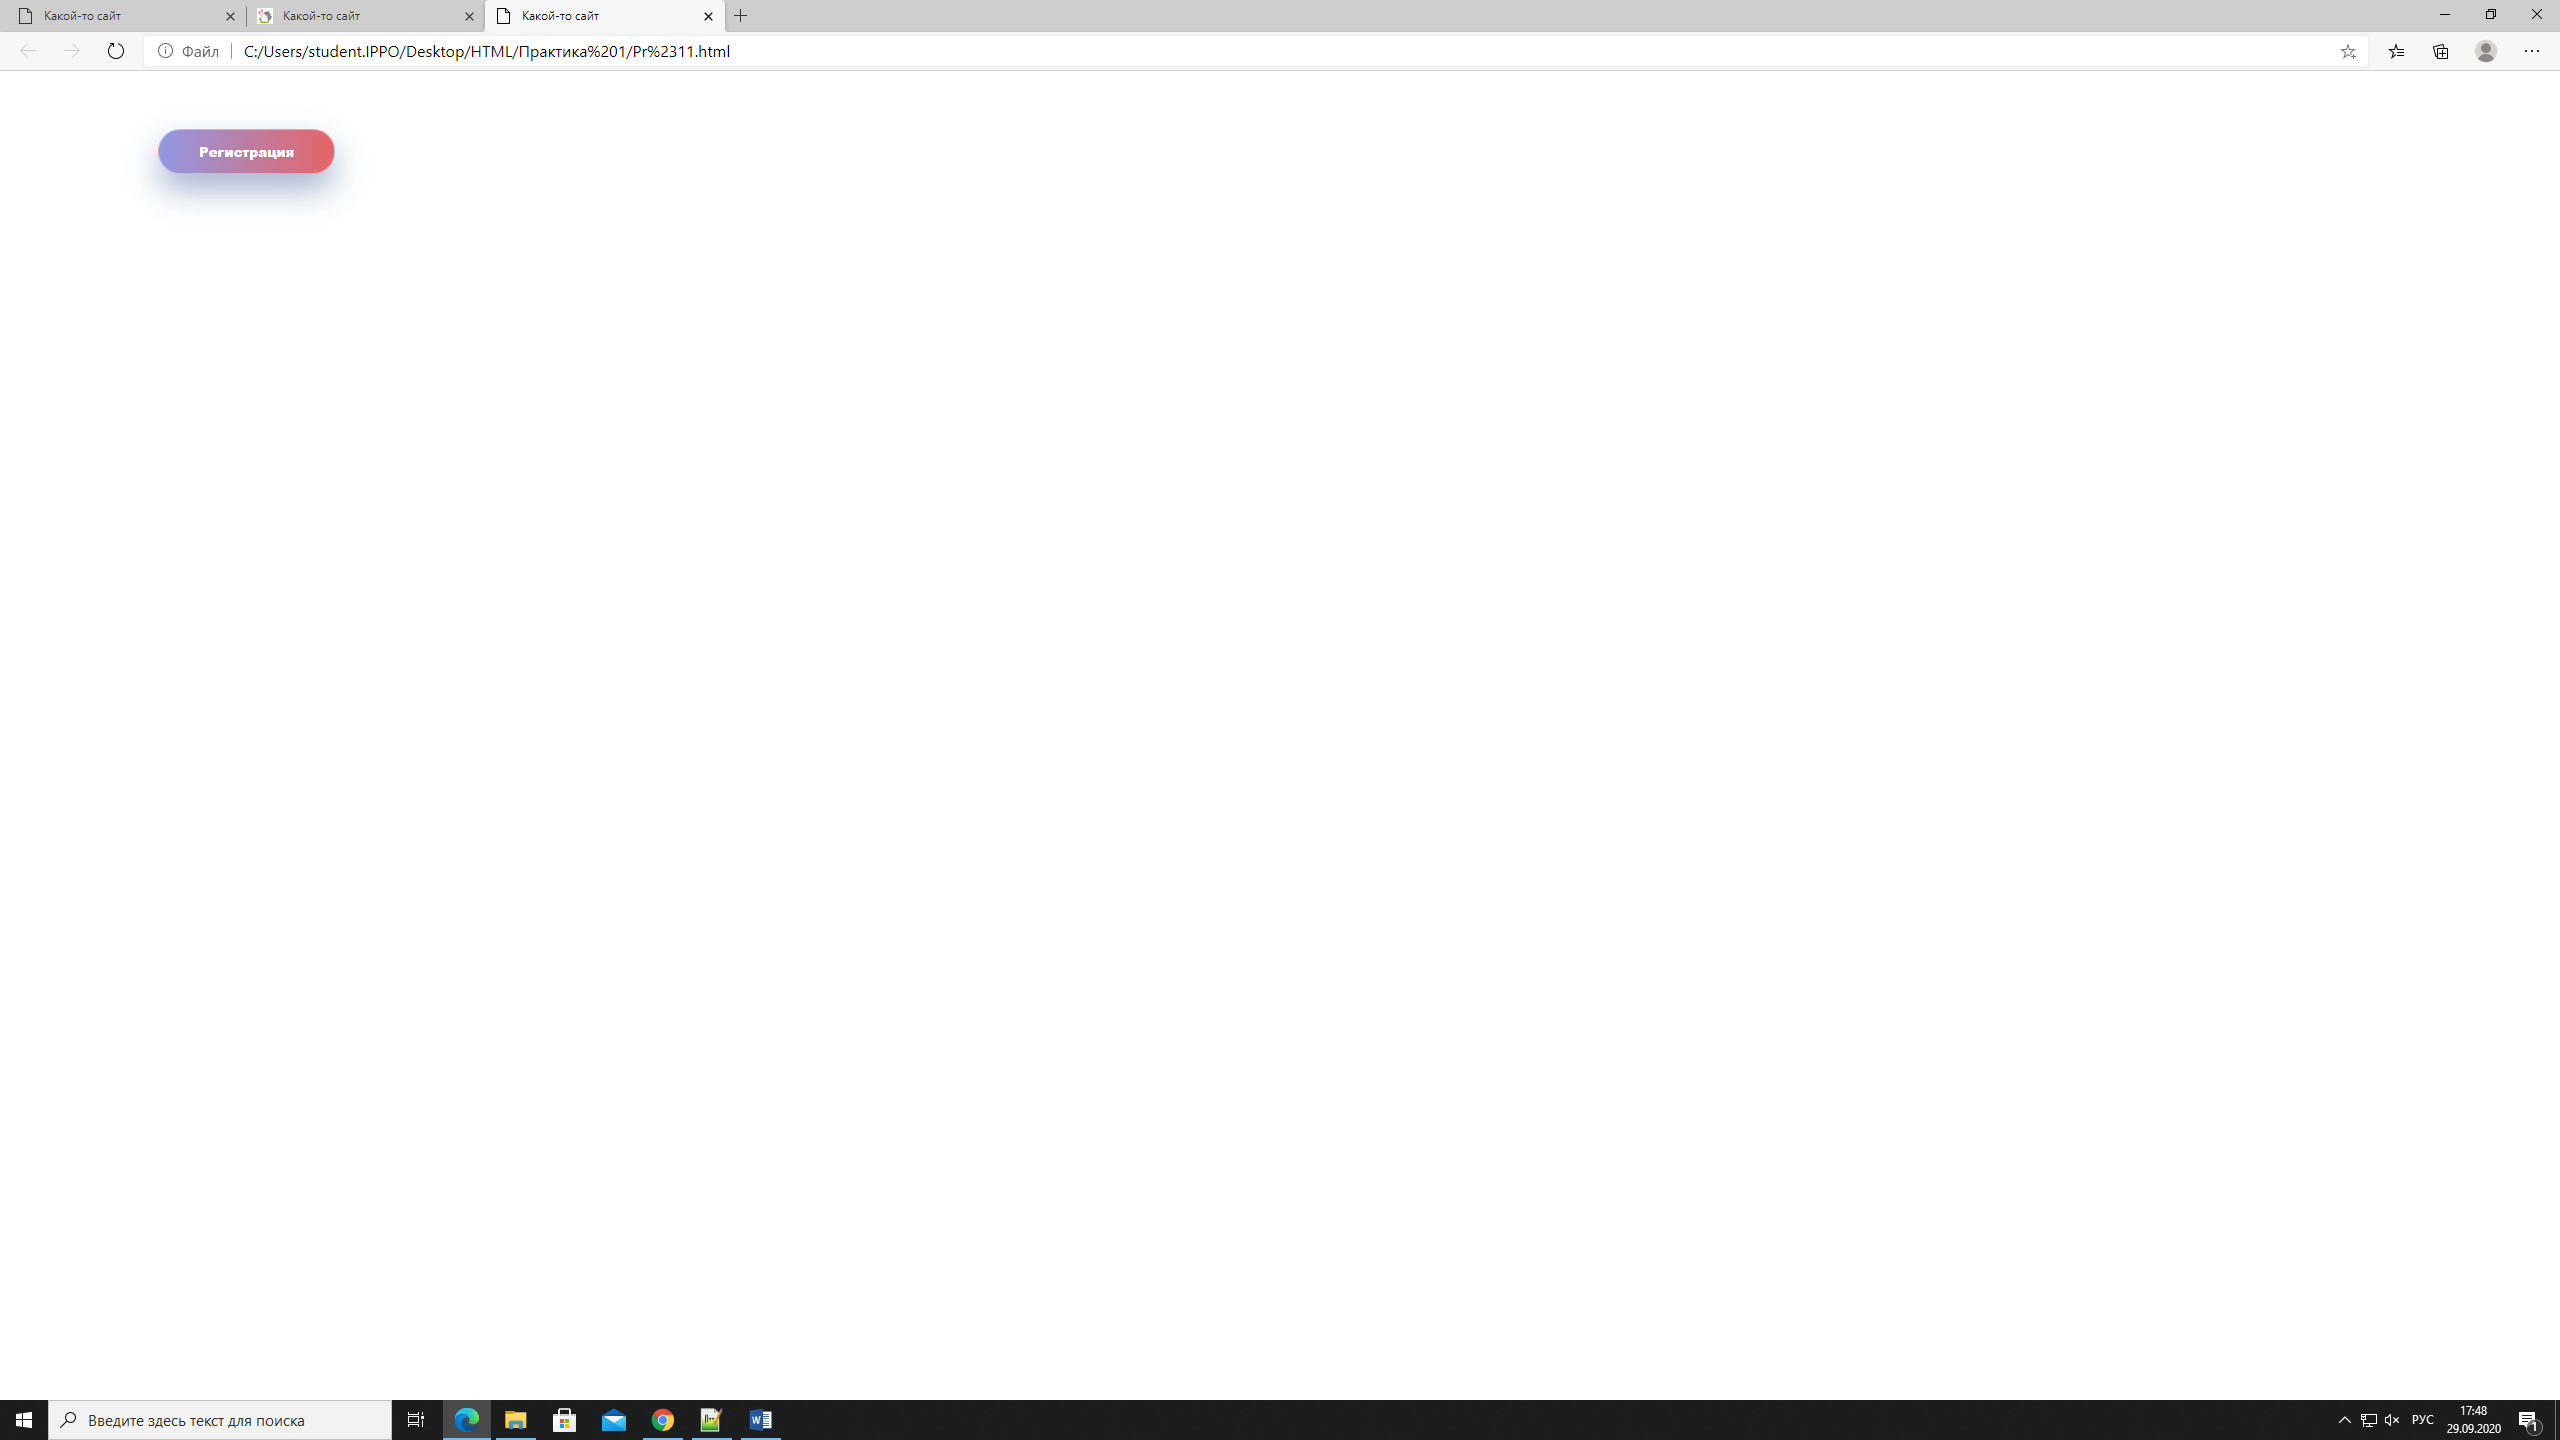 Какой-то сайт
Какой-то сайт
Какой-то сайт
Файл
C:/Users/student.IPPO/Desktop/HTML/Практика%201/Pr%2311.html
Регистрация
Введите здесь текст для поиска
РУС
17:48
29.09.2020
1